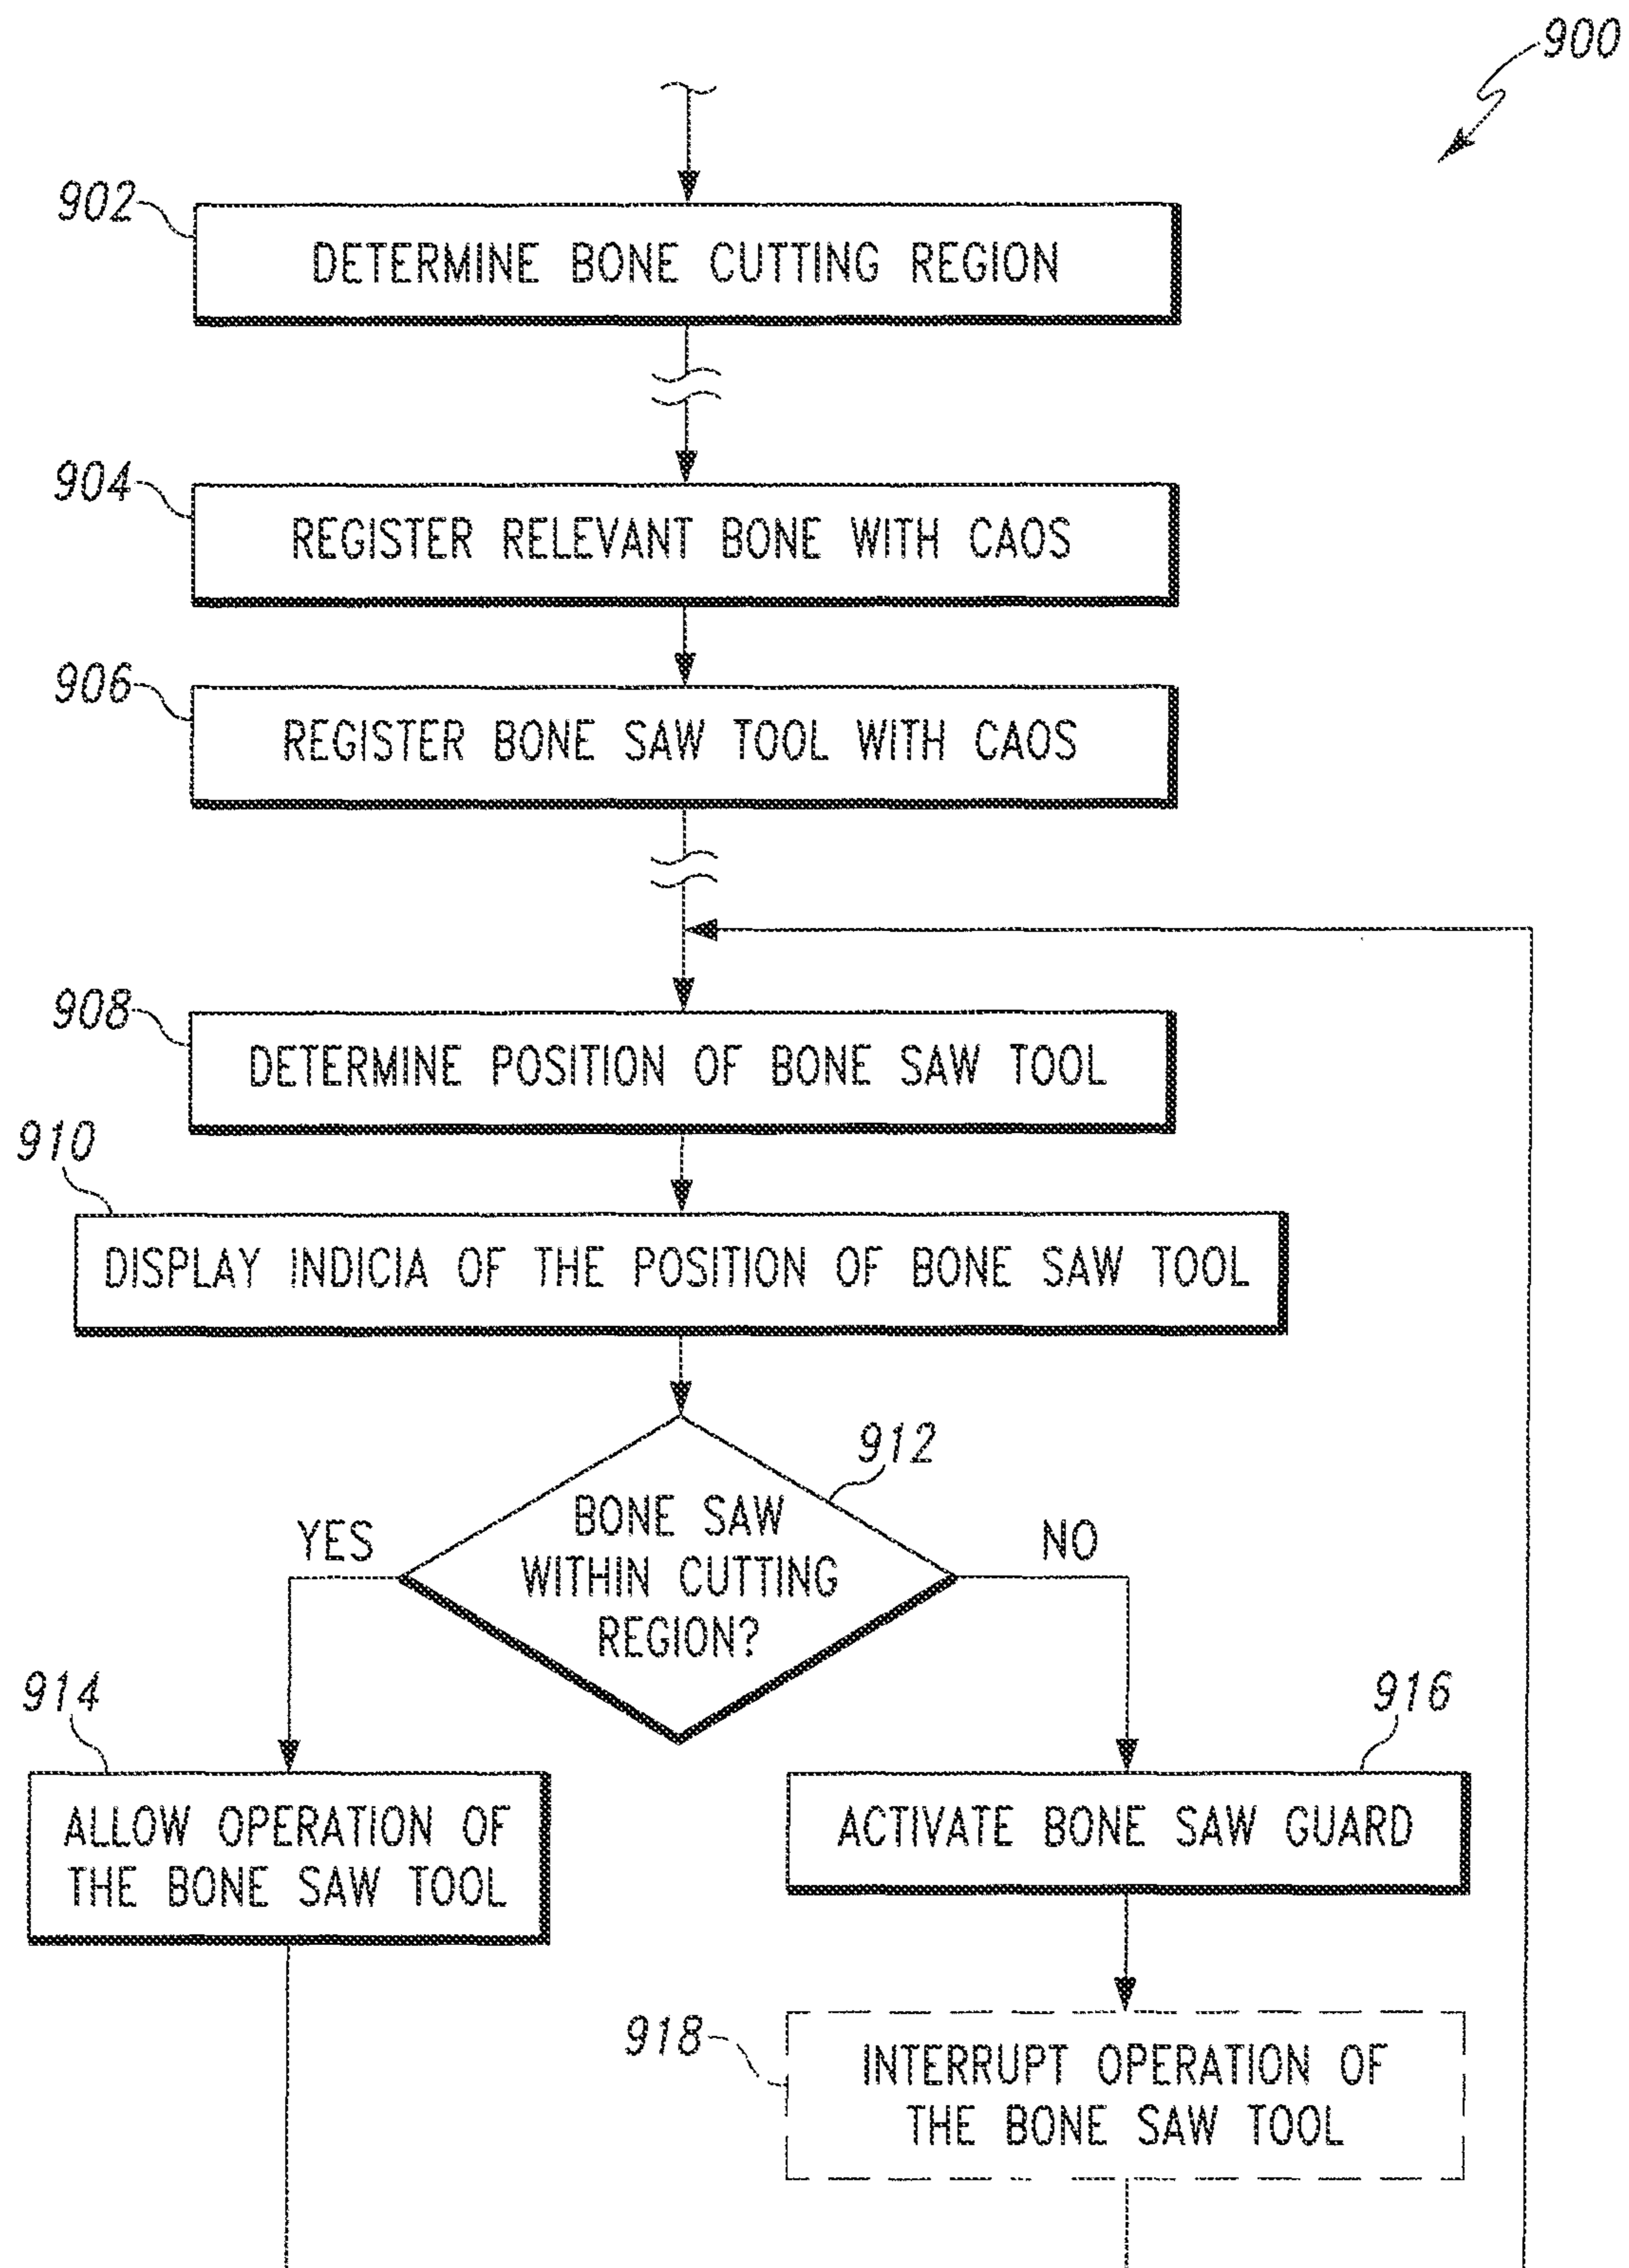 900
902
DETERMINE BONE CUTTING REGION
904
REGISTER RELEVANT BONE WITH CAOS
906
REGISTER BONE SAW TOOL WITH CAOS
908
DETERMINE POSITION OF BONE SAW TOOL
910
DISPLAY INDICIA OF THE POSITION OF BONE SAW TOOL
912
BONE SAW
WITHIN CUTTING
REGION?
YES
NO
914
ALLOW OPERATION OF
THE BONE SAW TOOL
916
ACTIVATE BONE SAW GUARD
918
INTERRUPT OPERATION OF
THE BONE SAW TOOL